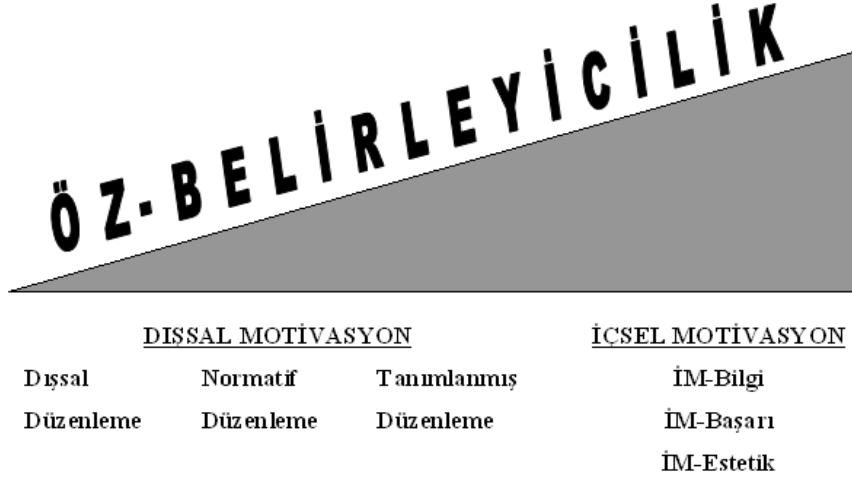 ÖZ-BELİRLEYİCİLİK
DIŞSAL MOTİVASYON İÇSEL MOTİVASYON
Dışsal Normatif Tanımlanmış İM-Bilgi
Düzenleme Düzenleme Düzenleme İM-Başarı
İM-Estetik